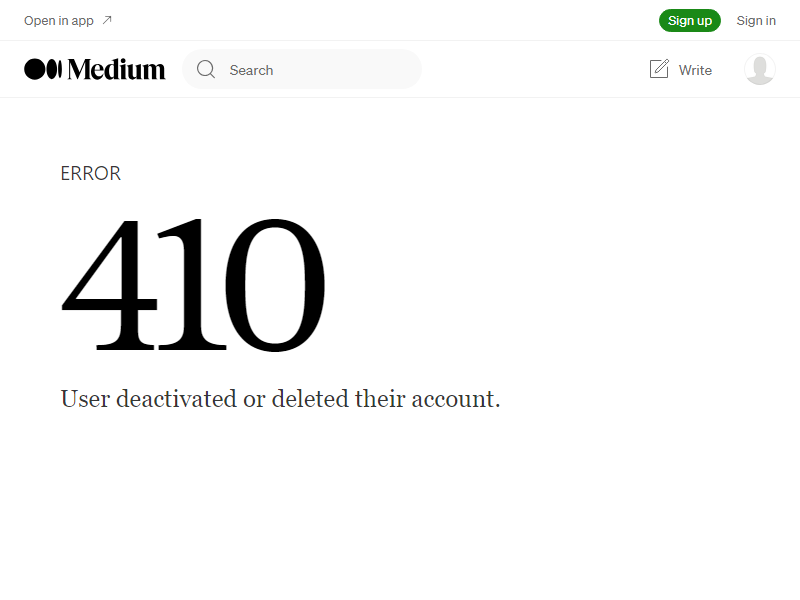 Open in app
Sign up
Sign in
Medium
Search
Write
ERROR
410
User deactivated or deleted their account.